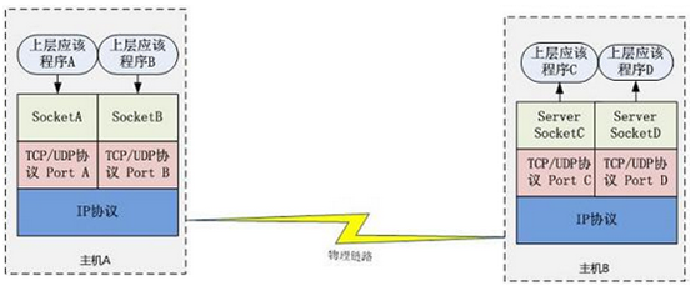 上层应该
程序A
上层应该
程序B
SocketA
SocketB
TCP/UDP协
议 Port A
TCP/UDP协
议 Port B
IP协议
主机A
物理链路
上层应该
程序C
上层应该
程序D
Server
SocketC
Server
SocketD
TCP/UDP协
议 Port C
TCP/UDP协
议 Port D
IP协议
主机B